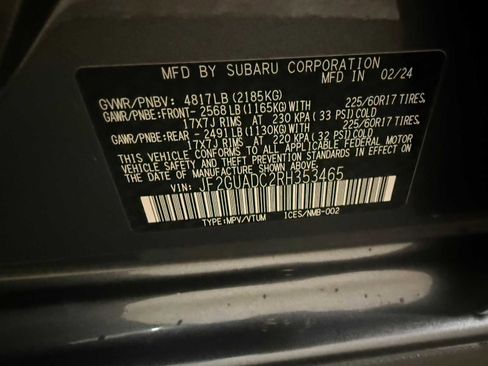 MFD BY SUBARU CORPORATION IN 02/24
GVWR/PNBV: 4817LB (2185KG)
GAWR/PNBE: FRONT- 2568LB (1165KG) WITH 225/60R17 TIRES,
17X7J RIMS AT 230 KPA (33 PSI) COLD
GAWR/PNBE: REAR - 2491LB (1130KG) WITH 225/60R17 TIRES,
17X7J RIMS AT 220 KPA (32 PSI) COLD
THIS VEHICLE CONFORMS TO ALL APPLICABLE FEDERAL MOTOR
VEHICLE SAFETY, BUMPER, AND THEFT
PREVENTION STANDARDS IN EFFECT ON THE DATE OF
MANUFACTURE SHOWN ABOVE.
VIN: JF2GUADC2RH353465
TYPE:MPV/VTUM ICES/NMB-002